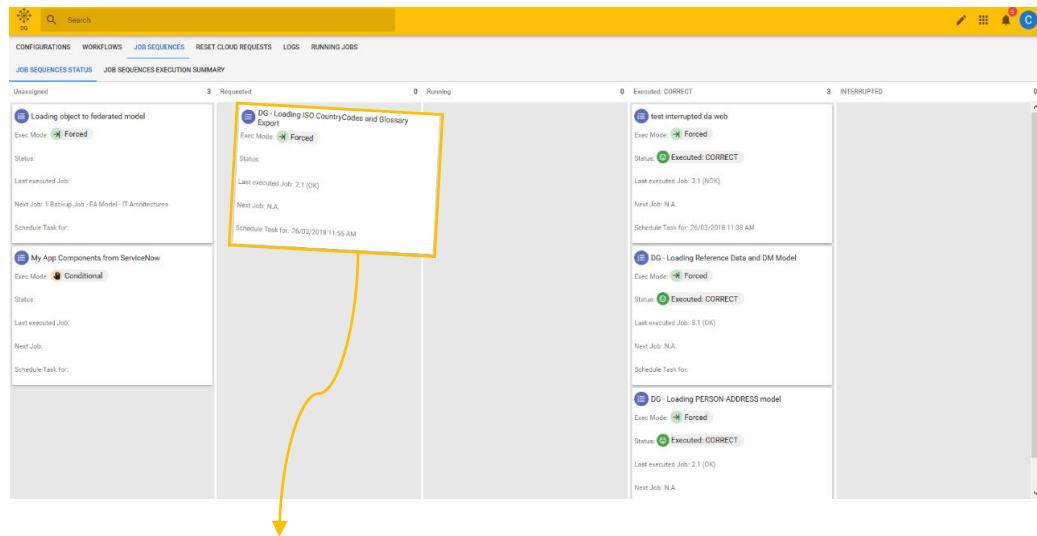 DG
Search
5
C
CONFIGURATIONS WORKFLOWS JOB SEQUENCES RESET CLOUD REQUESTS LOGS RUNNING JOBS
JOB SEQUENCES STATUS JOB SEQUENCES EXECUTION SUMMARY
Unassigned 3 Requested 0 Running 0 Executed: CORRECT 3 INTERRUPTED 0
Loading object to federated model
Exec Mode: Forced
Status:
Last executed Job:
Next Job: 1 Backup Job - EA Model - IT Architectures
Schedule Task for:
My App Components from ServiceNow
Exec Mode: Conditional
Status:
Last executed Job:
Next Job:
Schedule Task for:
DG - Loading ISO CountryCodes and Glossary
Export
Exec Mode: Forced
Status:
Last executed Job: 2.1 (OK)
Next Job: N.A.
Schedule Task for: 26/03/2018 11:55 AM
test interrupted da web
Exec Mode: Forced
Status: Executed: CORRECT
Last executed Job: 3.1 (NOK)
Next Job: N.A.
Schedule Task for: 26/03/2018 11:38 AM
DG - Loading Reference Data and DM Model
Exec Mode: Forced
Status: Executed: CORRECT
Last executed Job: 3.1 (OK)
Next Job: N.A.
Schedule Task for:
DG - Loading PERSON-ADDRESS model
Exec Mode: Forced
Status: Executed: CORRECT
Last executed Job: 2.1 (OK)
Next Job: N.A.